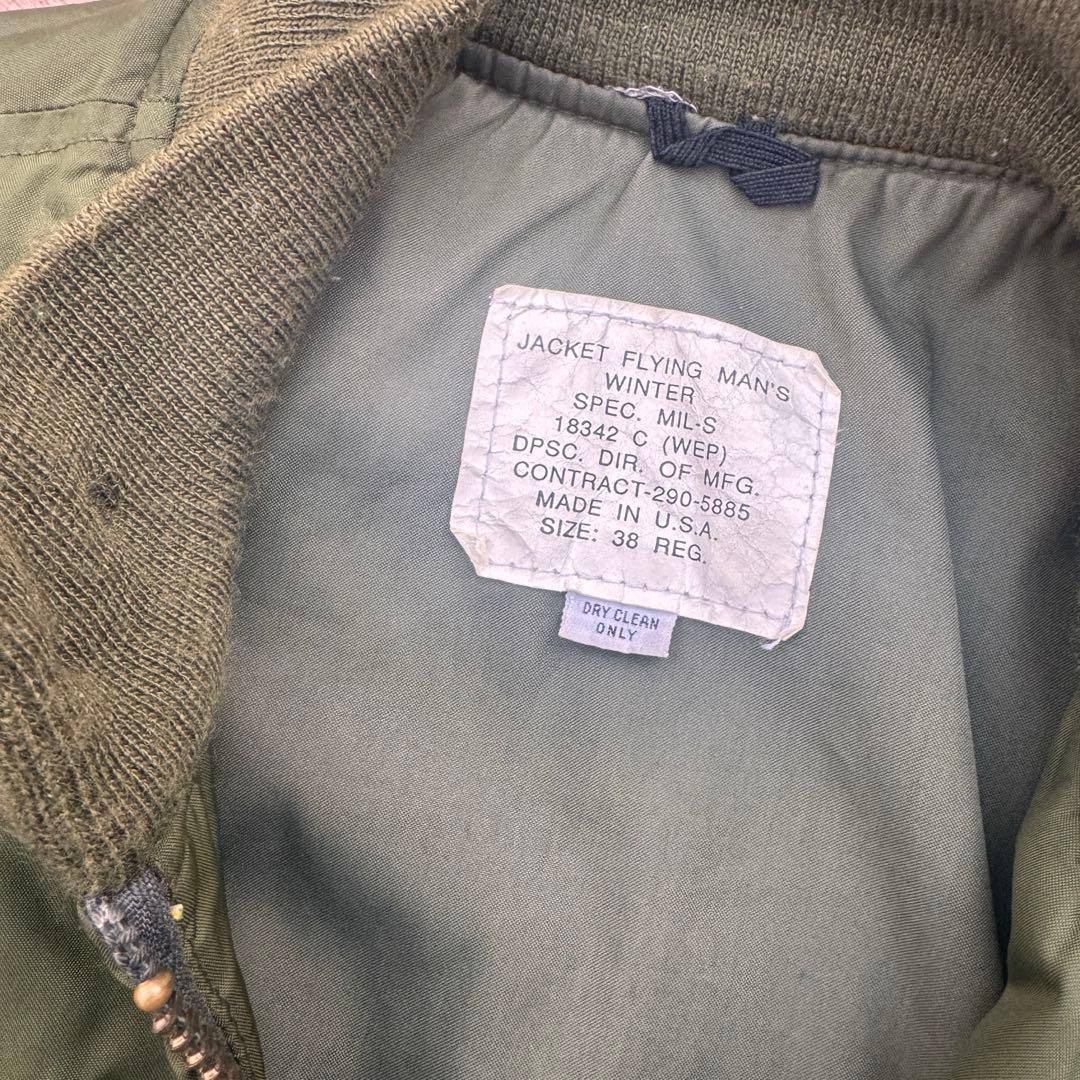 JACKET FLYING MAN'S
WINTER
SPEC. MIL-S
18342 C (WEP)
DPSC. DIR. OF MFG.
CONTRACT-290-5885
MADE IN U.S.A.
SIZE: 38 REG.
DRY CLEAN
ONLY